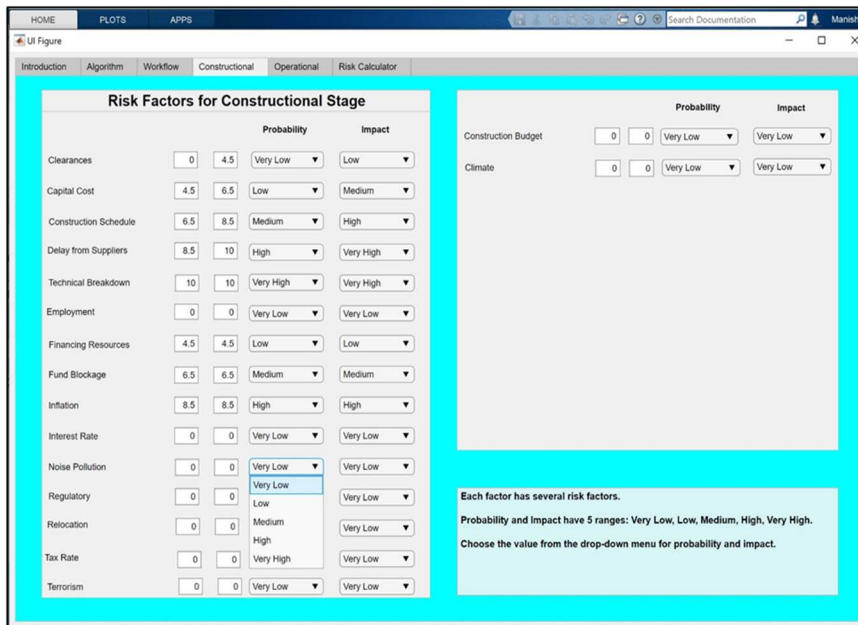 HOME PLOTS APPS Search Documentation Manish
UI Figure
Introduction Algorithm Workflow Constructional Operational Risk Calculator
Risk Factors for Constructional Stage
Probability Impact
Clearances 0 4.5 Very Low Low
Capital Cost 4.5 6.5 Low Medium
Construction Schedule 6.5 8.5 Medium High
Delay from Suppliers 8.5 10 High Very High
Technical Breakdown 10 10 Very High Very High
Employment 0 0 Very Low Very Low
Financing Resources 4.5 4.5 Low Low
Fund Blockage 6.5 6.5 Medium Medium
Inflation 8.5 8.5 High High
Interest Rate 0 0 Very Low Very Low
Noise Pollution 0 0 Very Low Very Low
Very Low
Low
Medium
High
Very High
Regulatory 0 0 Very Low
Relocation 0 0 Very Low
Tax Rate 0 0 Very Low
Terrorism 0 0 Very Low Very Low
Probability Impact
Construction Budget 0 0 Very Low Very Low
Climate 0 0 Very Low Very Low
Each factor has several risk factors.
Probability and Impact have 5 ranges: Very Low, Low, Medium, High, Very High.
Choose the value from the drop-down menu for probability and impact.